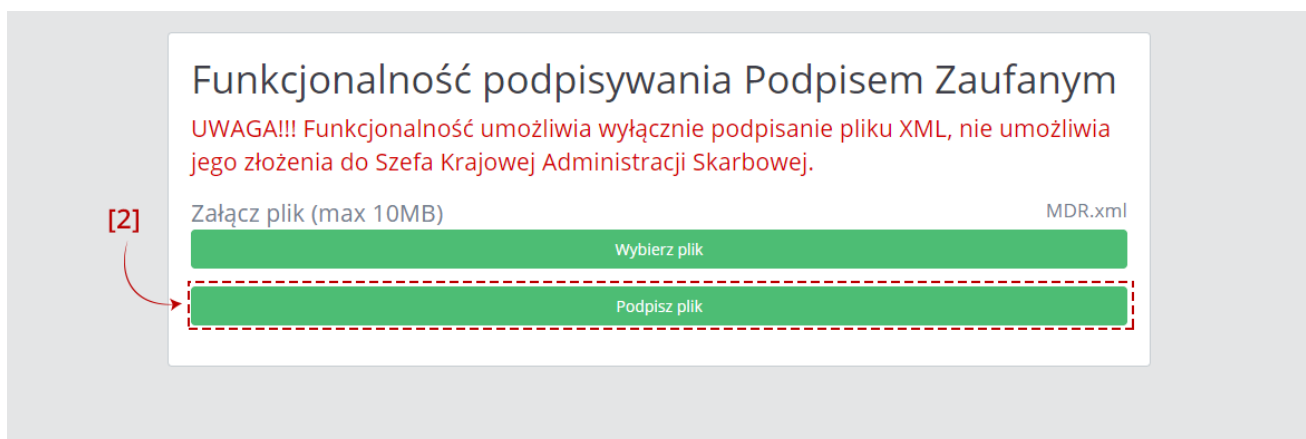 Funkcjonalność podpisywania Podpisem Zaufanym
UWAGA!!! Funkcjonalność umożliwia wyłącznie podpisanie pliku XML, nie umożliwia
jego złożenia do Szefa Krajowej Administracji Skarbowej.
[2]
Załącz plik (max 10MB) MDR.xml
Wybierz plik
Podpisz plik